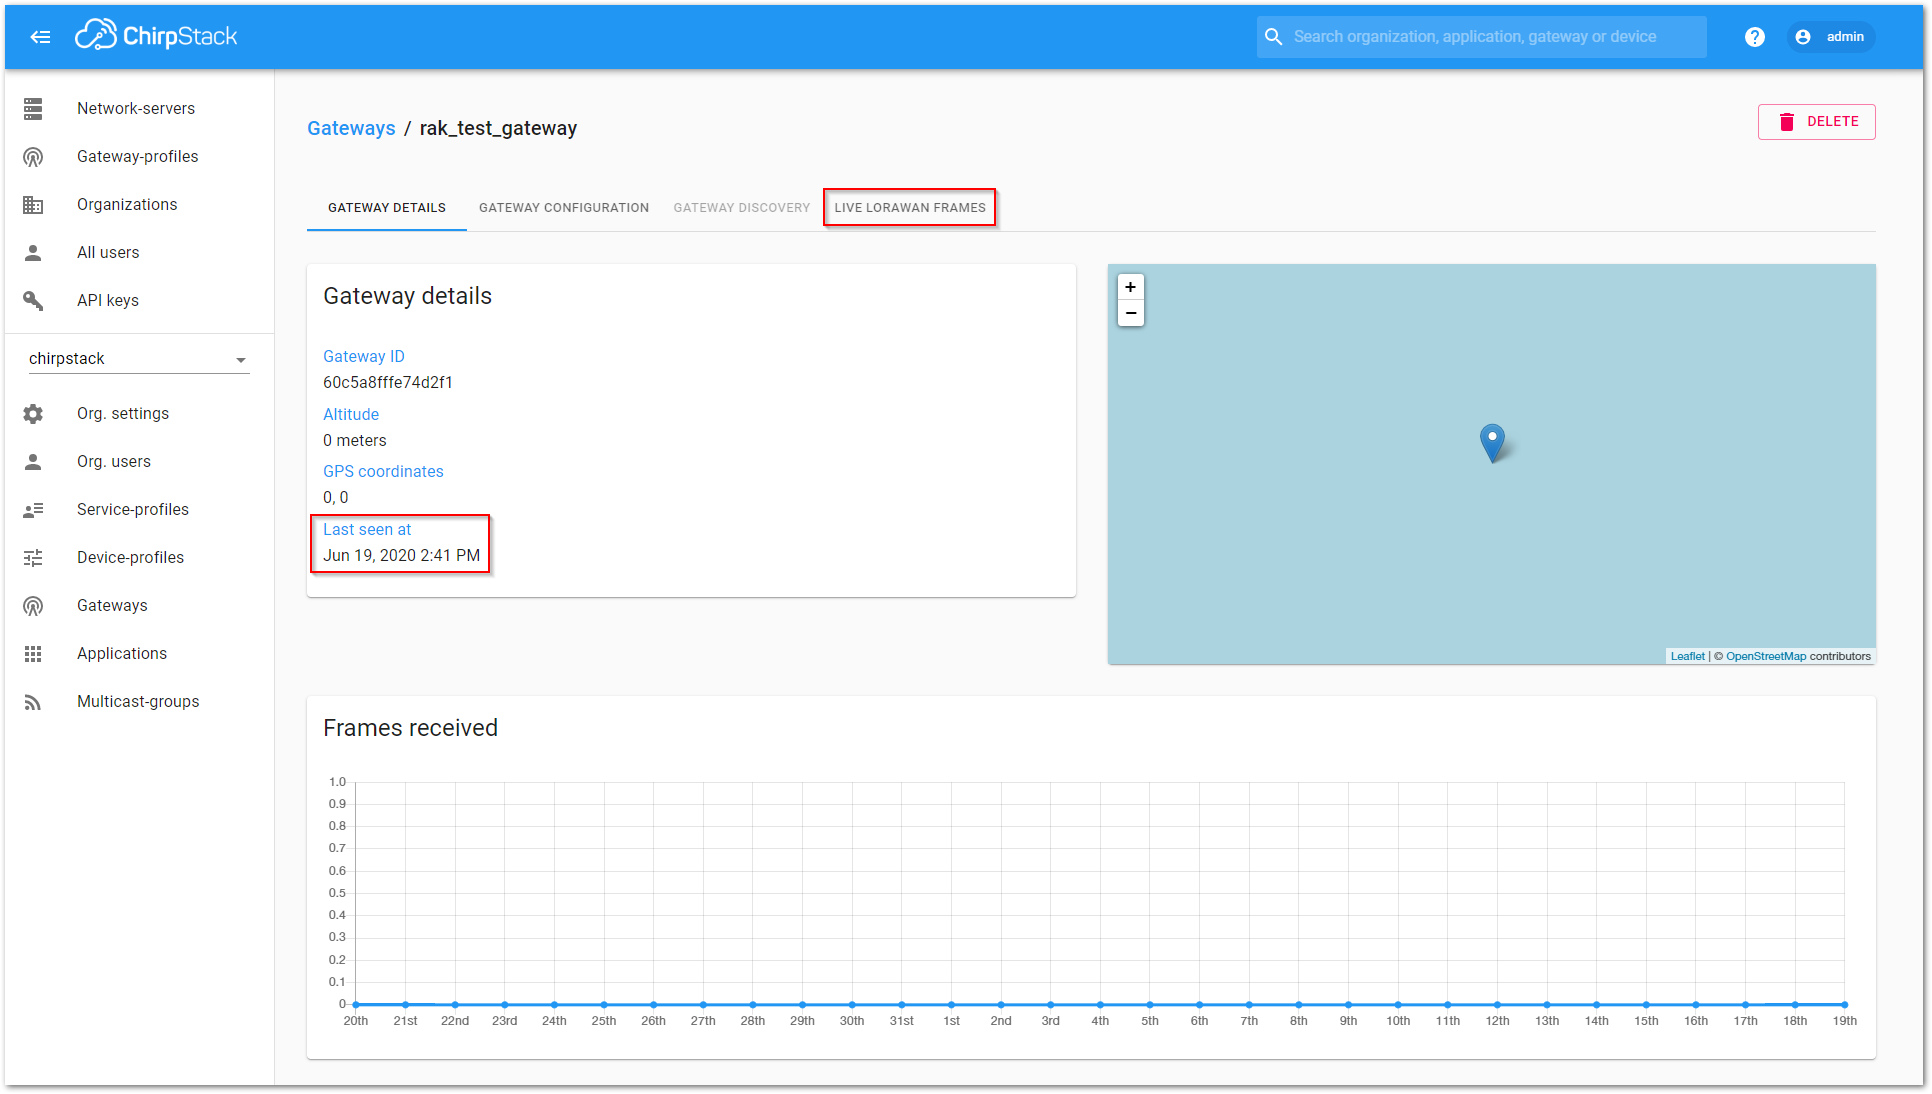 ChirpStack
Search organization, application, gateway or device
?
admin
Network-servers
Gateway-profiles
Organizations
All users
API keys
chirpstack
Org. settings
Org. users
Service-profiles
Device-profiles
Gateways
Applications
Multicast-groups
Gateways / rak_test_gateway
DELETE
GATEWAY DETAILS GATEWAY CONFIGURATION GATEWAY DISCOVERY LIVE LORAWAN FRAMES
Gateway details
Gateway ID
60c5a8fffe74d2f1
Altitude
0 meters
GPS coordinates
0, 0
Last seen at
Jun 19, 2020 2:41 PM
+
−
Leaflet | © OpenStreetMap contributors
Frames received
1.0
0.9
0.8
0.7
0.6
0.5
0.4
0.3
0.2
0.1
0
20th 21st 22nd 23rd 24th 25th 26th 27th 28th 29th 30th 31st 1st 2nd 3rd 4th 5th 6th 7th 8th 9th 10th 11th 12th 13th 14th 15th 16th 17th 18th 19th